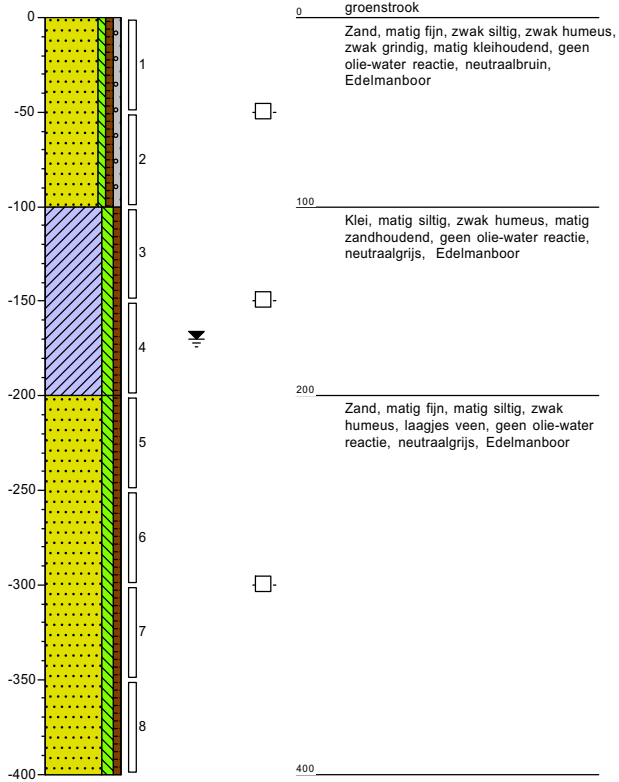 0
-50
-100
-150
-200
-250
-300
-350
-400
1
2
3
4
5
6
7
8
0
groenstrook
Zand, matig fijn, zwak siltig, zwak humeus,
zwak grindig, matig kleihoudend, geen
olie-water reactie, neutraalbruin,
Edelmanboor
100
Klei, matig siltig, zwak humeus, matig
zandhoudend, geen olie-water reactie,
neutraalgrijs, Edelmanboor
200
Zand, matig fijn, matig siltig, zwak
humeus, laagjes veen, geen olie-water
reactie, neutraalgrijs, Edelmanboor
400